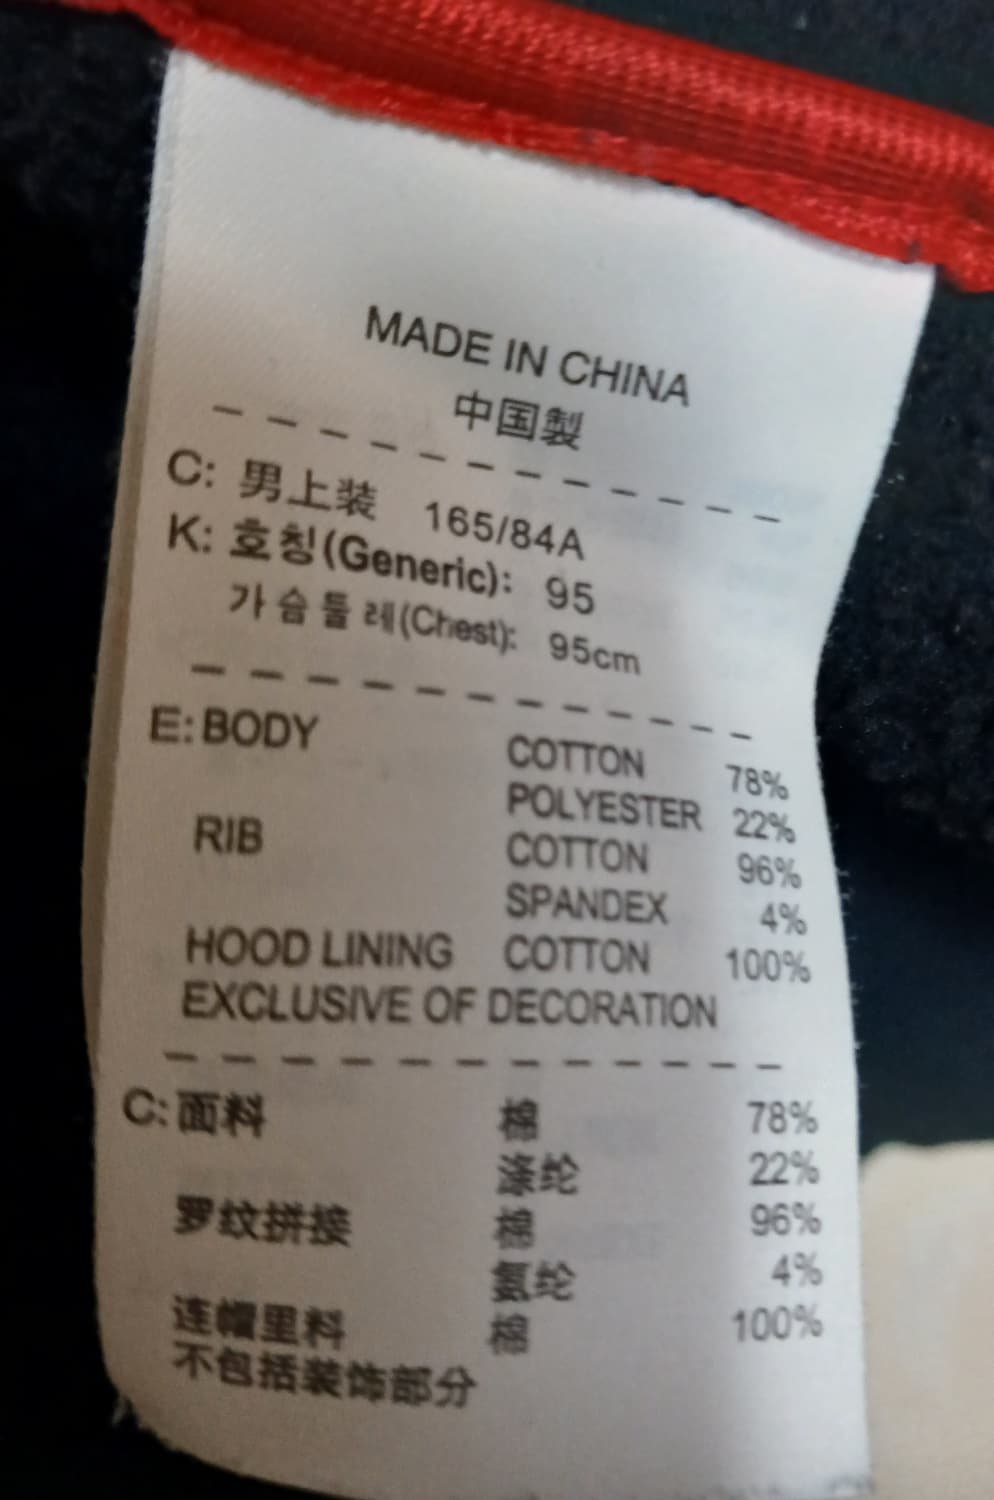 MADE IN CHINA
中国製
C: 男上装 165/84A
K: 호칭(Generic): 95
가슴둘레(Chest): 95cm
E: BODY COTTON 78%
POLYESTER 22%
RIB COTTON 96%
SPANDEX 4%
HOOD LINING COTTON 100%
EXCLUSIVE OF DECORATION
C: 面料 棉 78%
涤纶 22%
罗纹拼接 棉 96%
氨纶 4%
连帽里料 棉 100%
不包括装饰部分